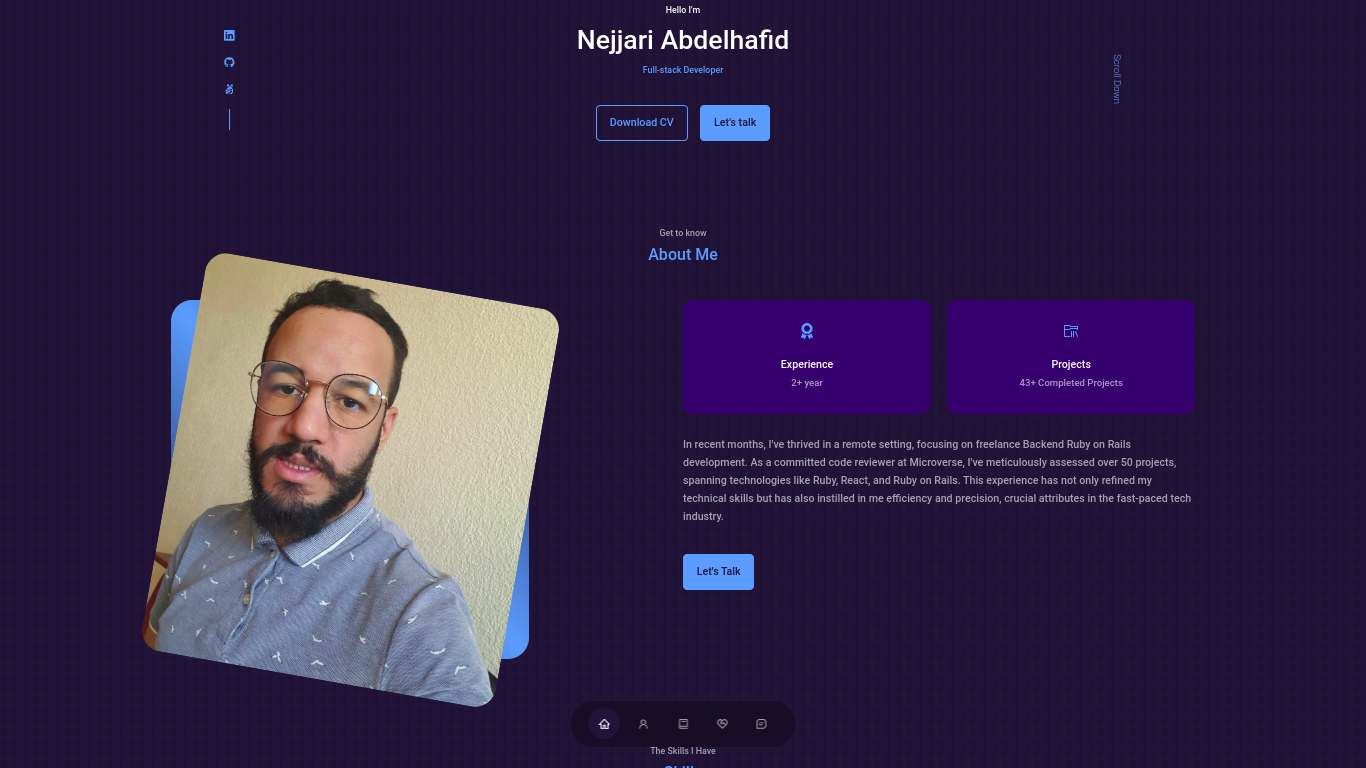 Hello I'm
Nejjari Abdelhafid
Full-stack Developer
Scroll Down
Download CV
Let's talk
Get to know
About Me
Experience
2+ year
Projects
43+ Completed Projects
In recent months, I've thrived in a remote setting, focusing on freelance Backend Ruby on Rails
development. As a committed code reviewer at Microverse, I've meticulously assessed over 50 projects,
spanning technologies like Ruby, React, and Ruby on Rails. This experience has not only refined my
technical skills but has also instilled in me efficiency and precision, crucial attributes in the fast-paced tech
industry.
Let's Talk
The Skills I Have